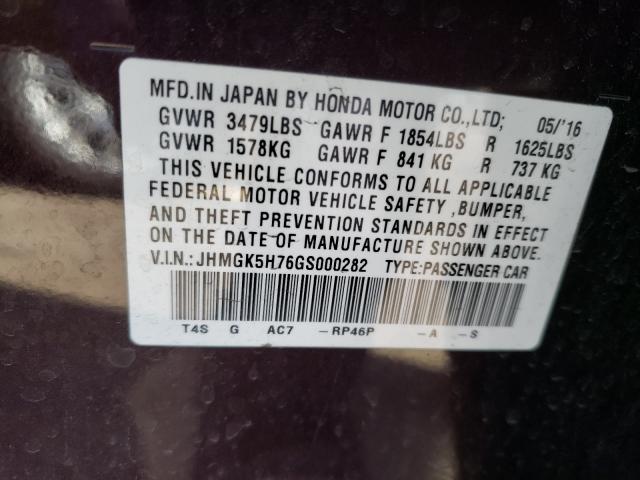 MFD.IN JAPAN BY HONDA MOTOR CO.,LTD; 05/'16
GVWR 3479LBS GAWR F 1854LBS R 1625LBS
GVWR 1578KG GAWR F 841 KG R 737 KG
THIS VEHICLE CONFORMS TO ALL APPLICABLE
FEDERAL MOTOR VEHICLE SAFETY ,BUMPER,
AND THEFT PREVENTION STANDARDS IN EFFECT
ON THE DATE OF MANUFACTURE SHOWN ABOVE.
V.I.N.:JHMGK5H76GS000282 TYPE:PASSENGER CAR
T4S G AC7 -RP46P -A -S